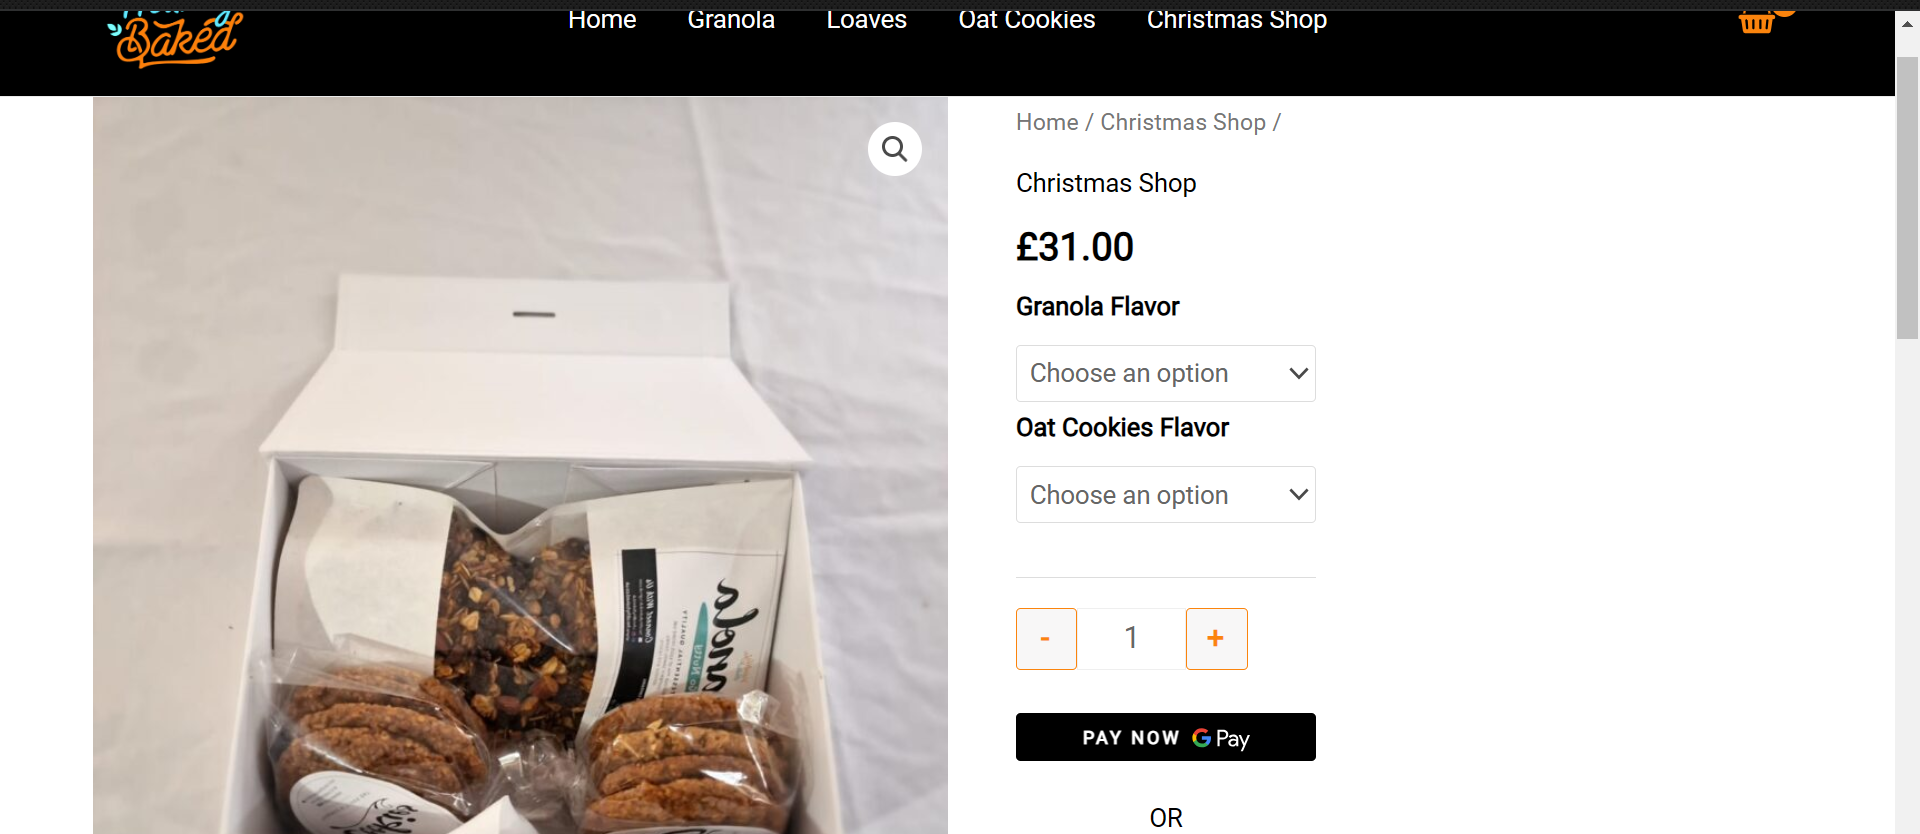 Baked
Home
Granola
Loaves
Oat Cookies
Christmas Shop
Home / Christmas Shop /
Christmas Shop
£31.00
Granola Flavor
Choose an option
Oat Cookies Flavor
Choose an option
-
1
+
PAY NOW G Pay
OR